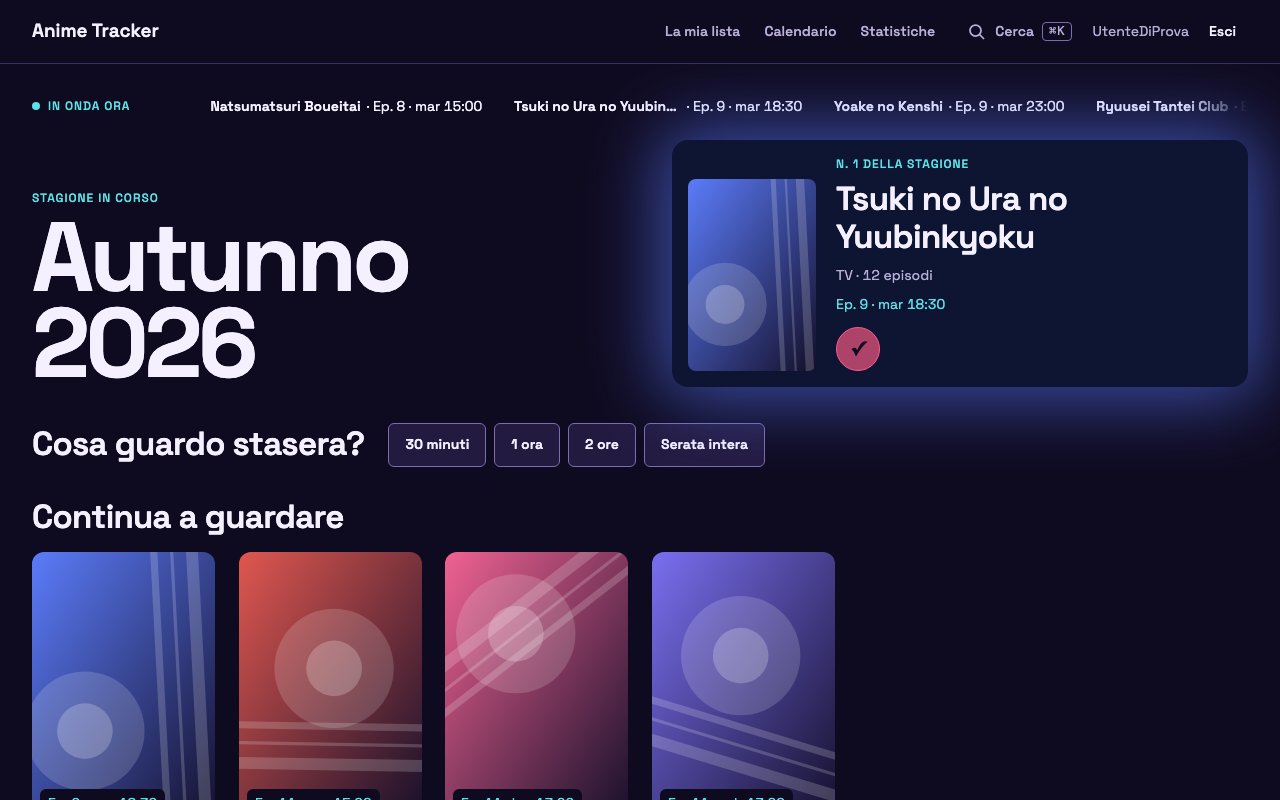 Anime Tracker
La mia lista
Calendario
Statistiche
Cerca ⌘K
UtenteDiProva
Esci
IN ONDA ORA
Natsumatsuri Boueitai · Ep. 8 · mar 15:00
Tsuki no Ura no Yuubin… · Ep. 9 · mar 18:30
Yoake no Kenshi · Ep. 9 · mar 23:00
Ryuusei Tantei Club ·
STAGIONE IN CORSO
Autunno
2026
N. 1 DELLA STAGIONE
Tsuki no Ura no
Yuubinkyoku
TV · 12 episodi
Ep. 9 · mar 18:30
Cosa guardo stasera?
30 minuti
1 ora
2 ore
Serata intera
Continua a guardare